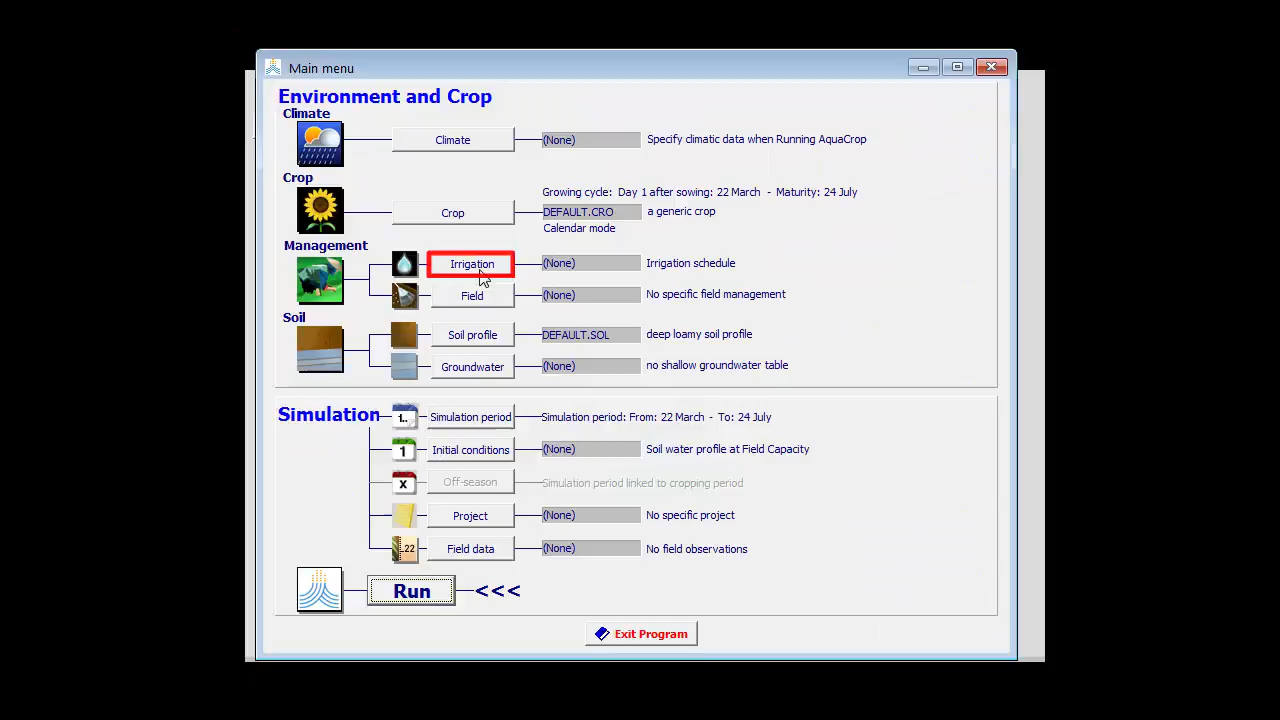 Main menu
Environment and Crop
Climate
Climate (None) Specify climatic data when Running AquaCrop
Crop
Growing cycle: Day 1 after sowing: 22 March - Maturity: 24 July
Crop DEFAULT.CRO a generic crop
Calendar mode
Management
Irrigation (None) Irrigation schedule
Field (None) No specific field management
Soil
Soil profile DEFAULT.SOL deep loamy soil profile
Groundwater (None) no shallow groundwater table
Simulation
1.. Simulation period Simulation period: From: 22 March - To: 24 July
1 Initial conditions (None) Soil water profile at Field Capacity
x Off-season Simulation period linked to cropping period
Project (None) No specific project
.22 Field data (None) No field observations
Run <<<
Exit Program